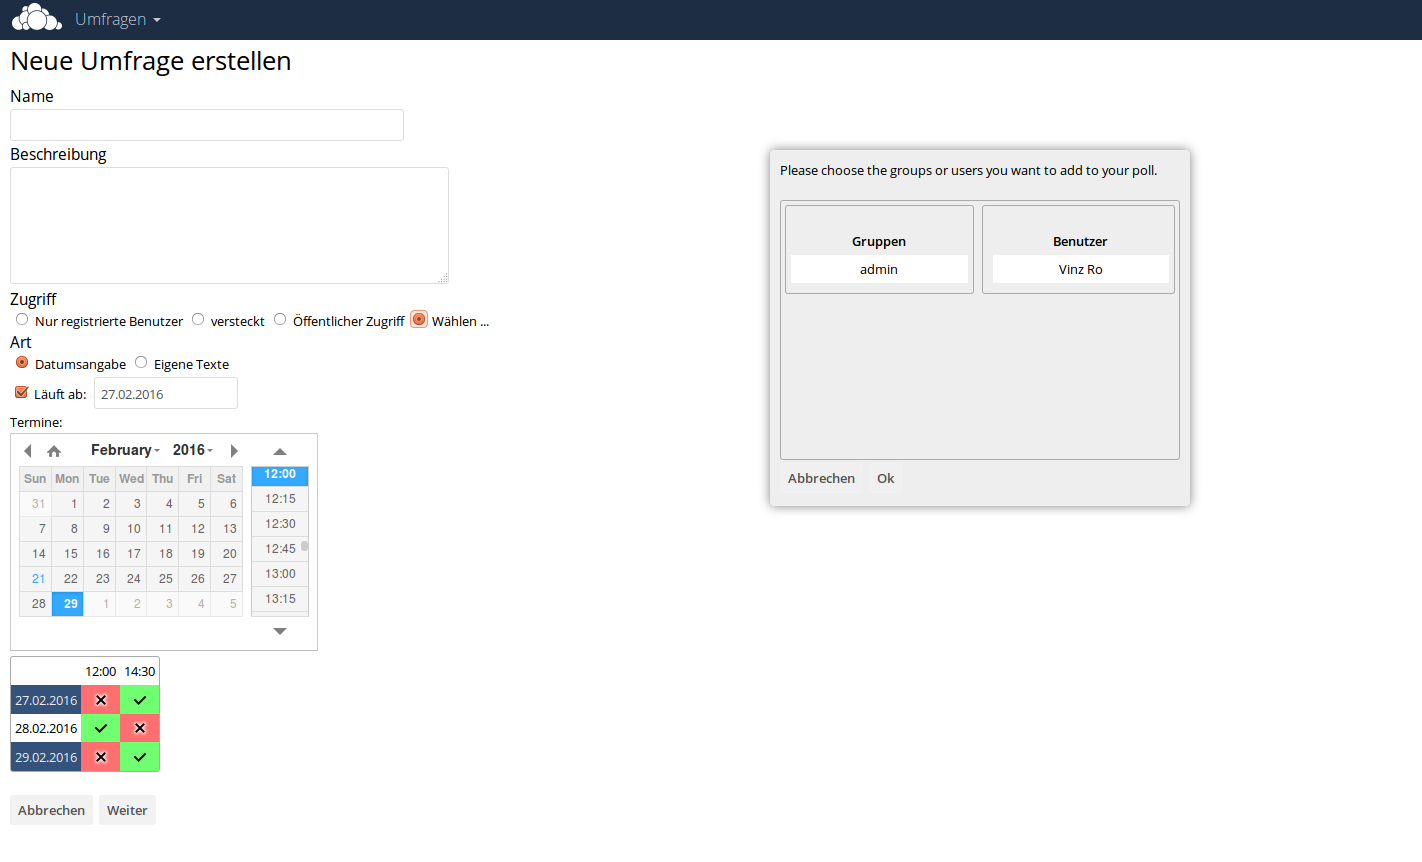 Umfragen
Neue Umfrage erstellen
Name
Beschreibung
Zugriff
Nur registrierte Benutzer versteckt Öffentlicher Zugriff Wählen ...
Art
Datumsangabe Eigene Texte
Läuft ab: 27.02.2016
Termine:
February 2016
Sun Mon Tue Wed Thu Fri Sat
31 1 2 3 4 5 6
7 8 9 10 11 12 13
14 15 16 17 18 19 20
21 22 23 24 25 26 27
28 29 1 2 3 4 5
12:00
12:15
12:30
12:45
13:00
13:15
12:00 14:30
27.02.2016
28.02.2016
29.02.2016
Abbrechen Weiter
Please choose the groups or users you want to add to your poll.
Gruppen Benutzer
admin Vinz Ro
Abbrechen Ok